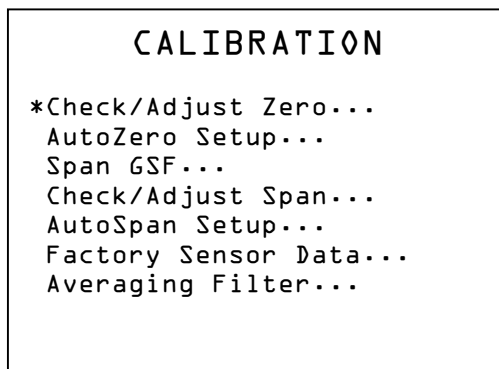 CALIBRATION
*Check/Adjust Zero...
AutoZero Setup...
Span GSF...
Check/Adjust Span...
AutoSpan Setup...
Factory Sensor Data...
Averaging Filter...